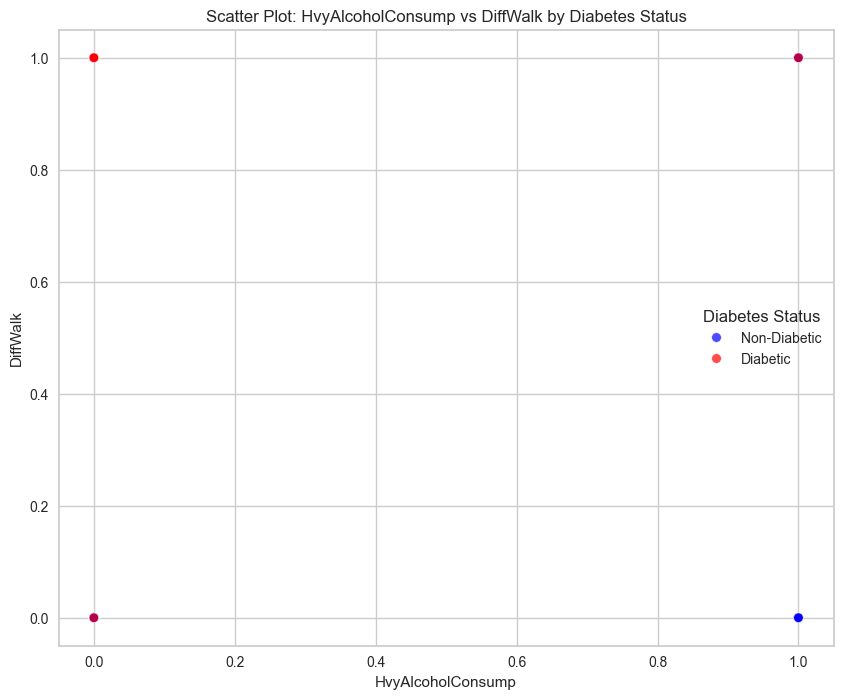 Scatter Plot: HvyAlcoholConsump vs DiffWalk by Diabetes Status
1.0
0.8
DiffWalk
0.6
0.4
0.2
0.0
Diabetes Status
Non-Diabetic
Diabetic
0.0 0.2 0.4 0.6 0.8 1.0
HvyAlcoholConsump